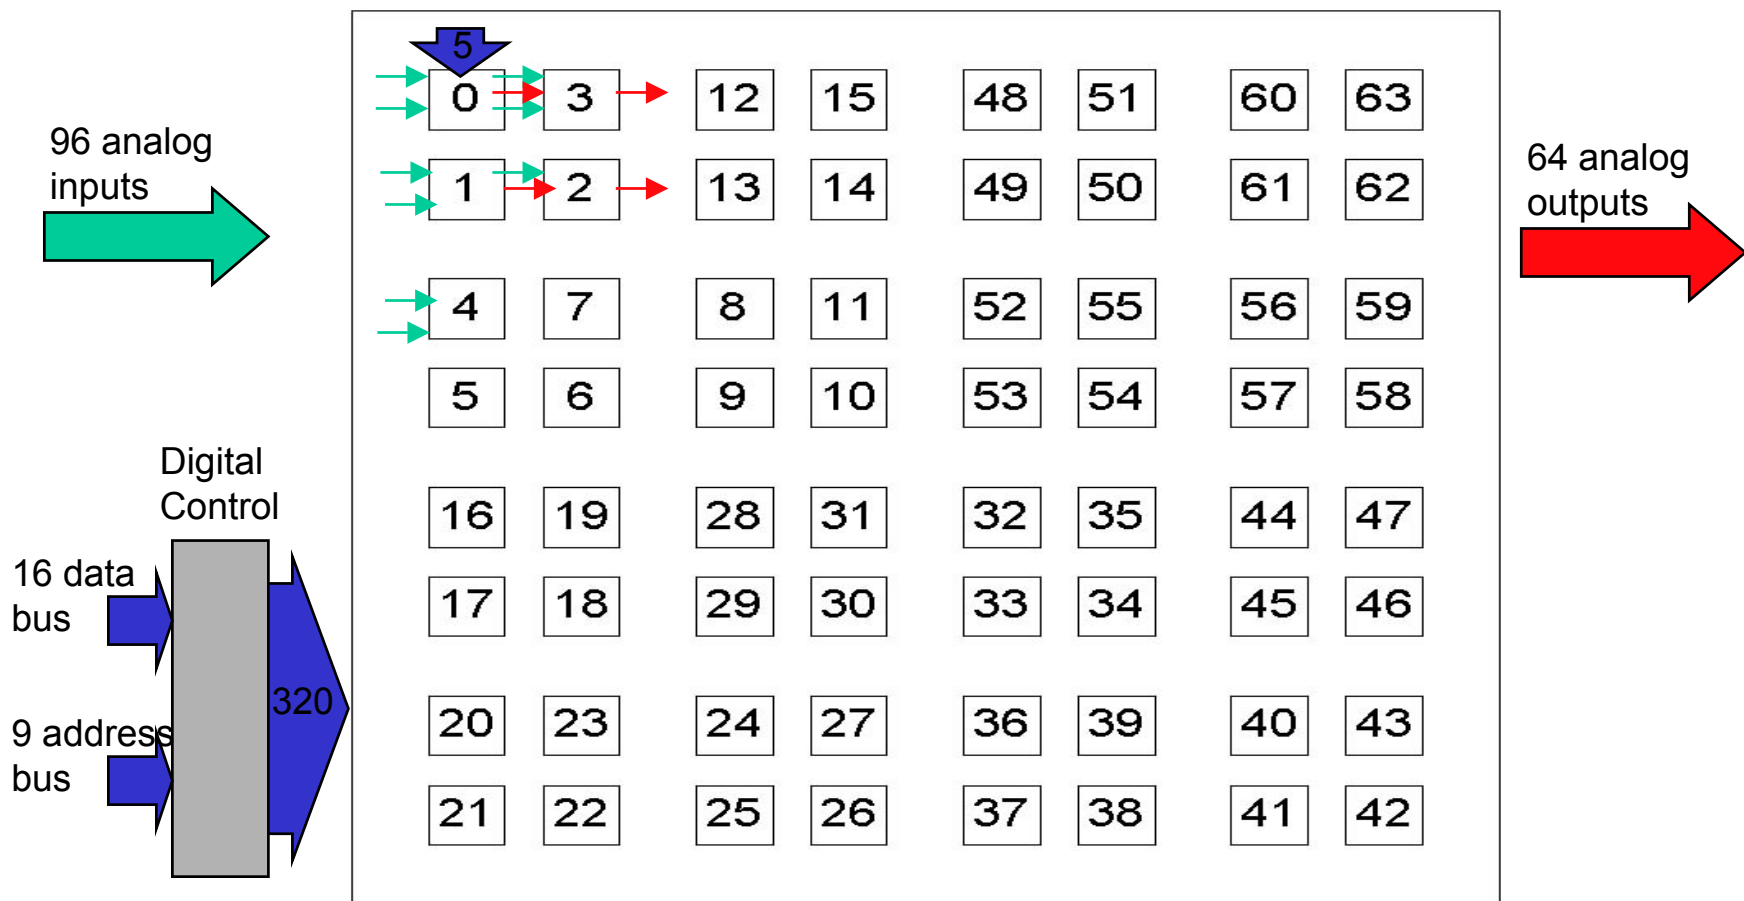 5
0 3 12 15 48 51 60 63
96 analog
inputs
1 2 13 14 49 50 61 62
64 analog
outputs
4 7 8 11 52 55 56 59
5 6 9 10 53 54 57 58
Digital
Control
16 19 28 31 32 35 44 47
16 data
bus
17 18 29 30 33 34 45 46
320
9 address
bus
20 23 24 27 36 39 40 43
21 22 25 26 37 38 41 42